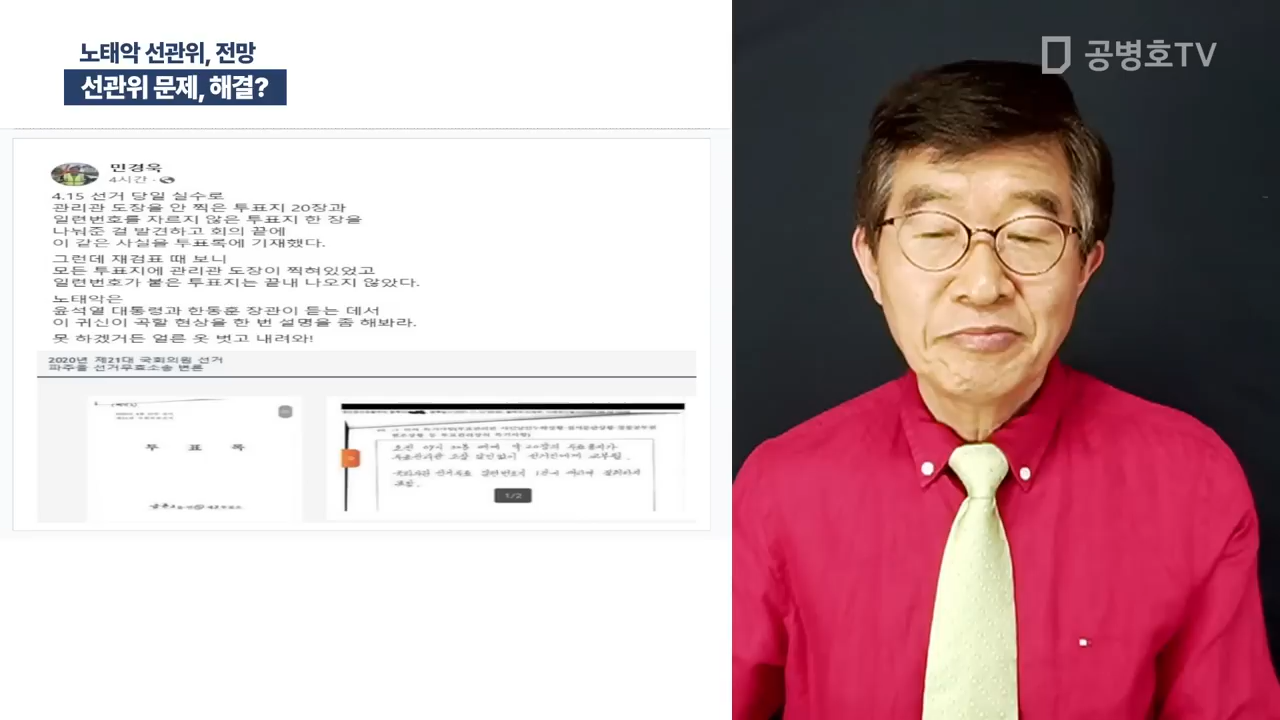 노태악 선관위, 전망
선관위 문제, 해결?
공병호TV
민경욱
4시간
4.15 선거 당일 실수로
관리관 도장을 안 찍은 투표지 20장과
일련번호를 자르지 않은 투표지 한 장을
나눠준 걸 발견하고 회의 끝에
이 같은 사실을 투표록에 기재했다.
그런데 재검표 때 보니
모든 투표지에 관리관 도장이 찍혀있었고
일련번호가 붙은 투표지는 끝내 나오지 않았다.
노태악은
윤석열 대통령과 한동훈 장관이 듣는 데서
이 귀신이 곡할 현상을 한 번 설명을 좀 해봐라.
못 하겠거든 얼른 옷 벗고 내려와!
2020년 제21대 국회의원 선거
파주을 선거무효소송 변론
투 표 록
1/2